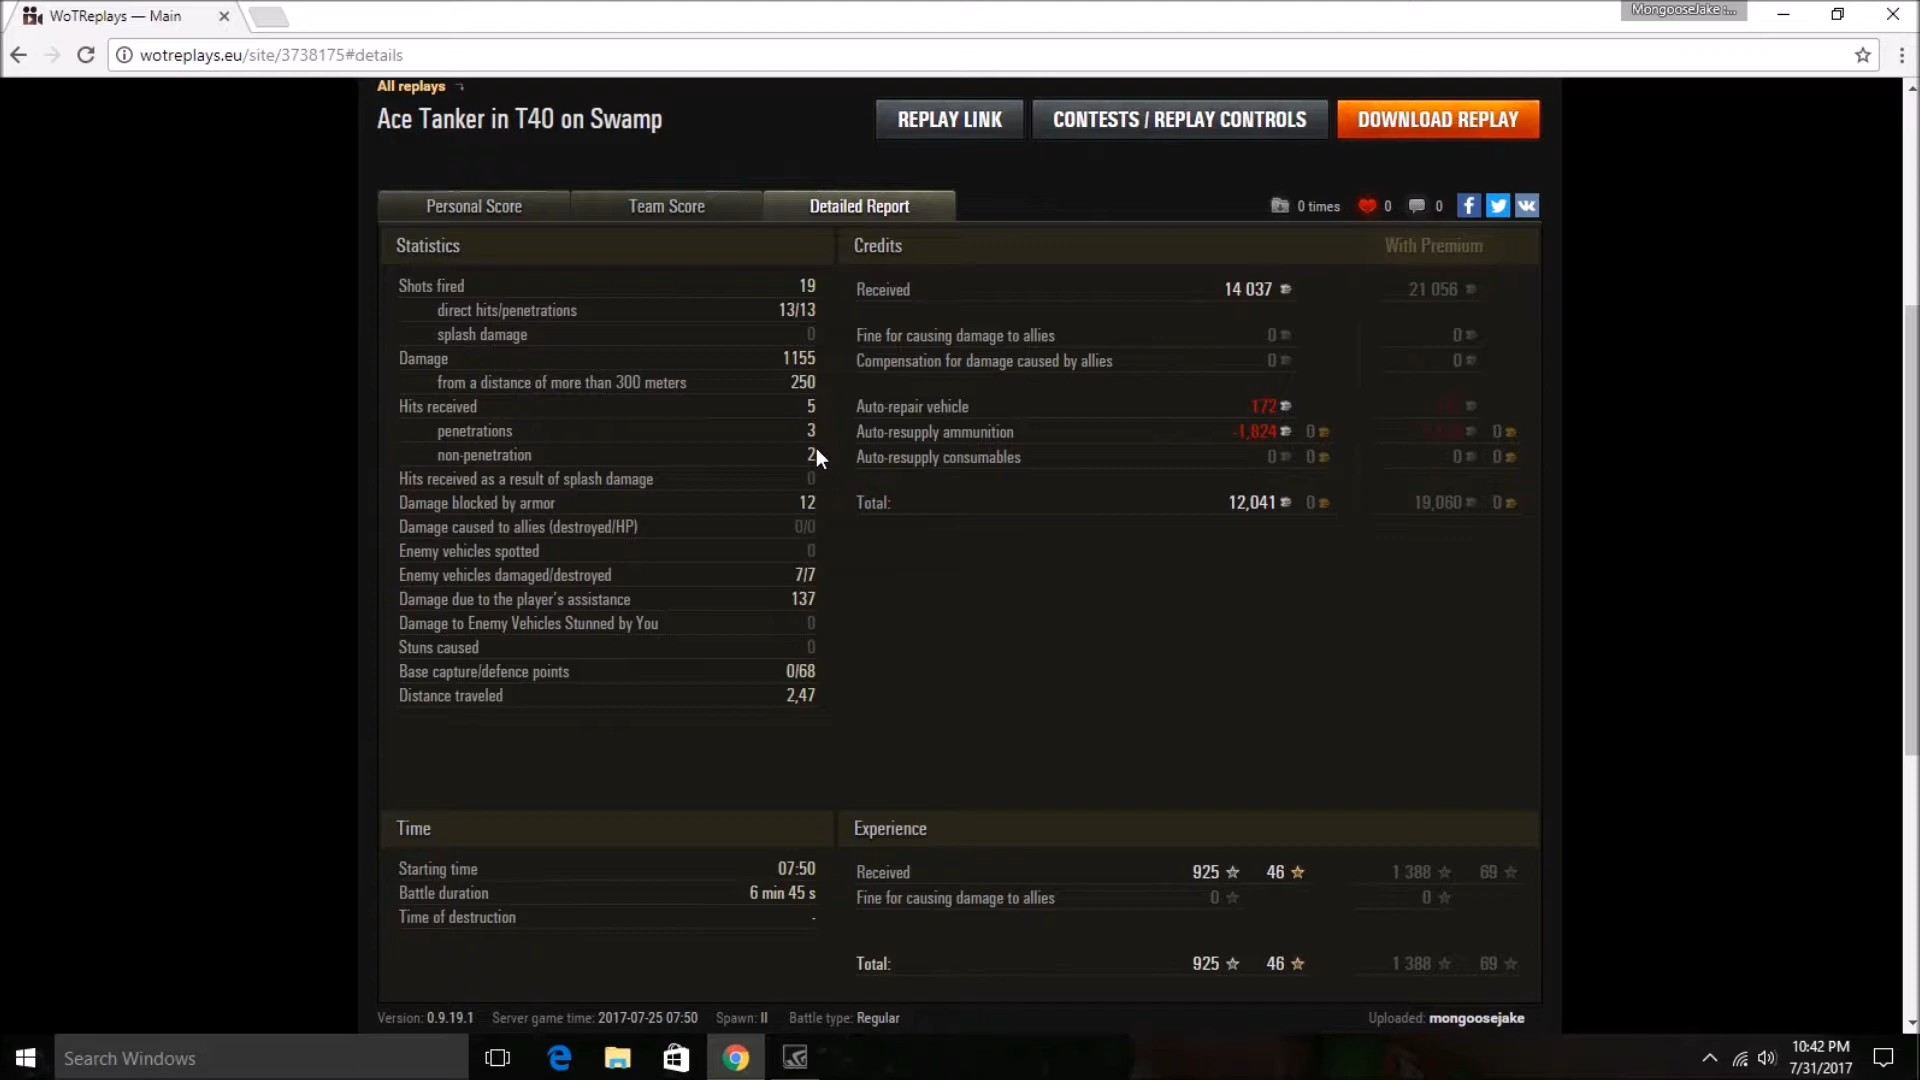 WoTReplays — Main
MongooseJake :...
wotreplays.eu/site/3738175#details
All replays
Ace Tanker in T40 on Swamp
REPLAY LINK
CONTESTS / REPLAY CONTROLS
DOWNLOAD REPLAY
Personal Score
Team Score
Detailed Report
0 times
0
0
Statistics
Shots fired 19
direct hits/penetrations 13/13
splash damage 0
Damage 1155
from a distance of more than 300 meters 250
Hits received 5
penetrations 3
non-penetration 2
Hits received as a result of splash damage 0
Damage blocked by armor 12
Damage caused to allies (destroyed/HP) 0/0
Enemy vehicles spotted 0
Enemy vehicles damaged/destroyed 7/7
Damage due to the player's assistance 137
Damage to Enemy Vehicles Stunned by You 0
Stuns caused 0
Base capture/defence points 0/68
Distance traveled 2,47
Credits With Premium
Received 14 037 21 056
Fine for causing damage to allies 0 0
Compensation for damage caused by allies 0 0
Auto-repair vehicle 172
Auto-resupply ammunition -1,824 0 0
Auto-resupply consumables 0 0 0 0
Total: 12,041 0 19,060 0
Time
Starting time 07:50
Battle duration 6 min 45 s
Time of destruction -
Experience
Received 925 46 1 388 69
Fine for causing damage to allies 0 0
Total: 925 46 1 388 69
Version: 0.9.19.1 Server game time: 2017-07-25 07:50 Spawn: II Battle type: Regular
Uploaded: mongoosejake
Search Windows
10:42 PM
7/31/2017